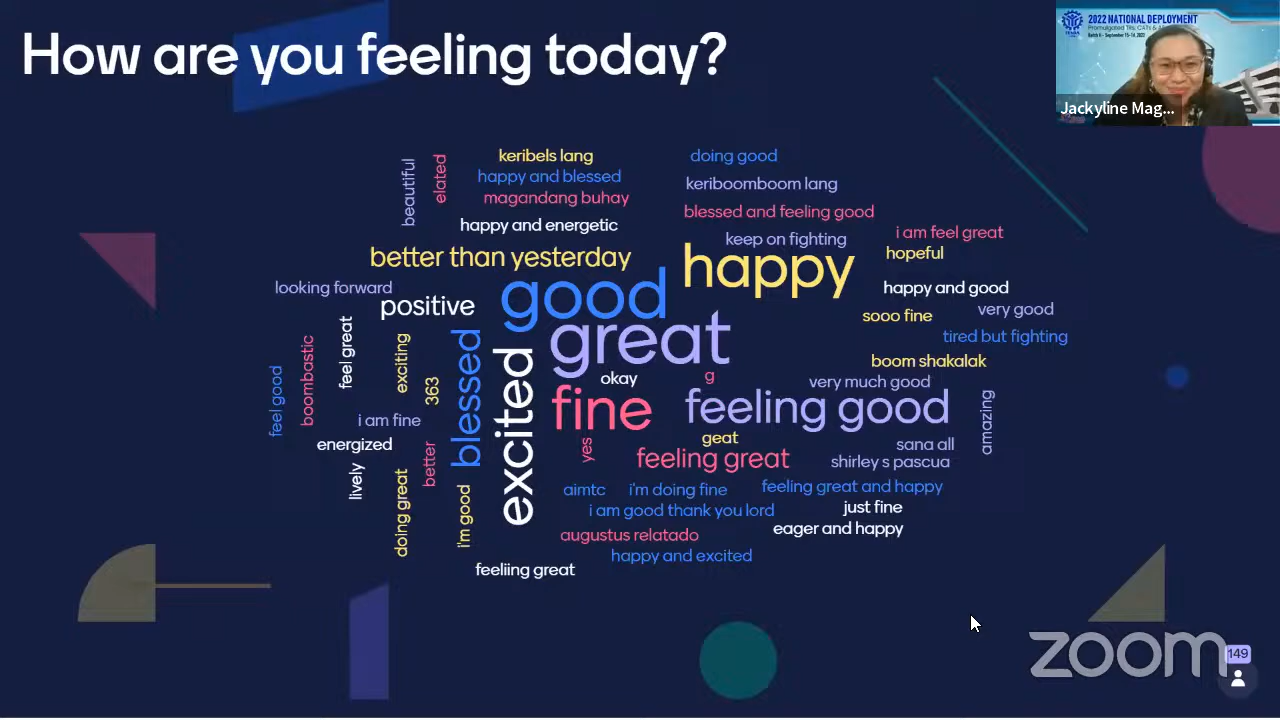 How are you feeling today?
2022 NATIONAL DEPLOYMENT
Jackyline Mag...
keribels lang
doing good
beautiful
elated
happy and blessed
keriboomboom lang
magandang buhay
blessed and feeling good
happy and energetic
keep on fighting
i am feel great
better than yesterday
happy
hopeful
looking forward
positive
good
happy and good
sooo fine
very good
great
tired but fighting
feel good
boombastic
feel great
exciting
363
blessed
excited
okay
g
boom shakalak
very much good
i am fine
fine
feeling good
amazing
energized
better
yes
geat
sana all
feeling great
shirley s pascua
lively
doing great
i'm good
aimtc
i'm doing fine
feeling great and happy
i am good thank you lord
just fine
augustus relatado
eager and happy
happy and excited
feeliing great
zoom
149